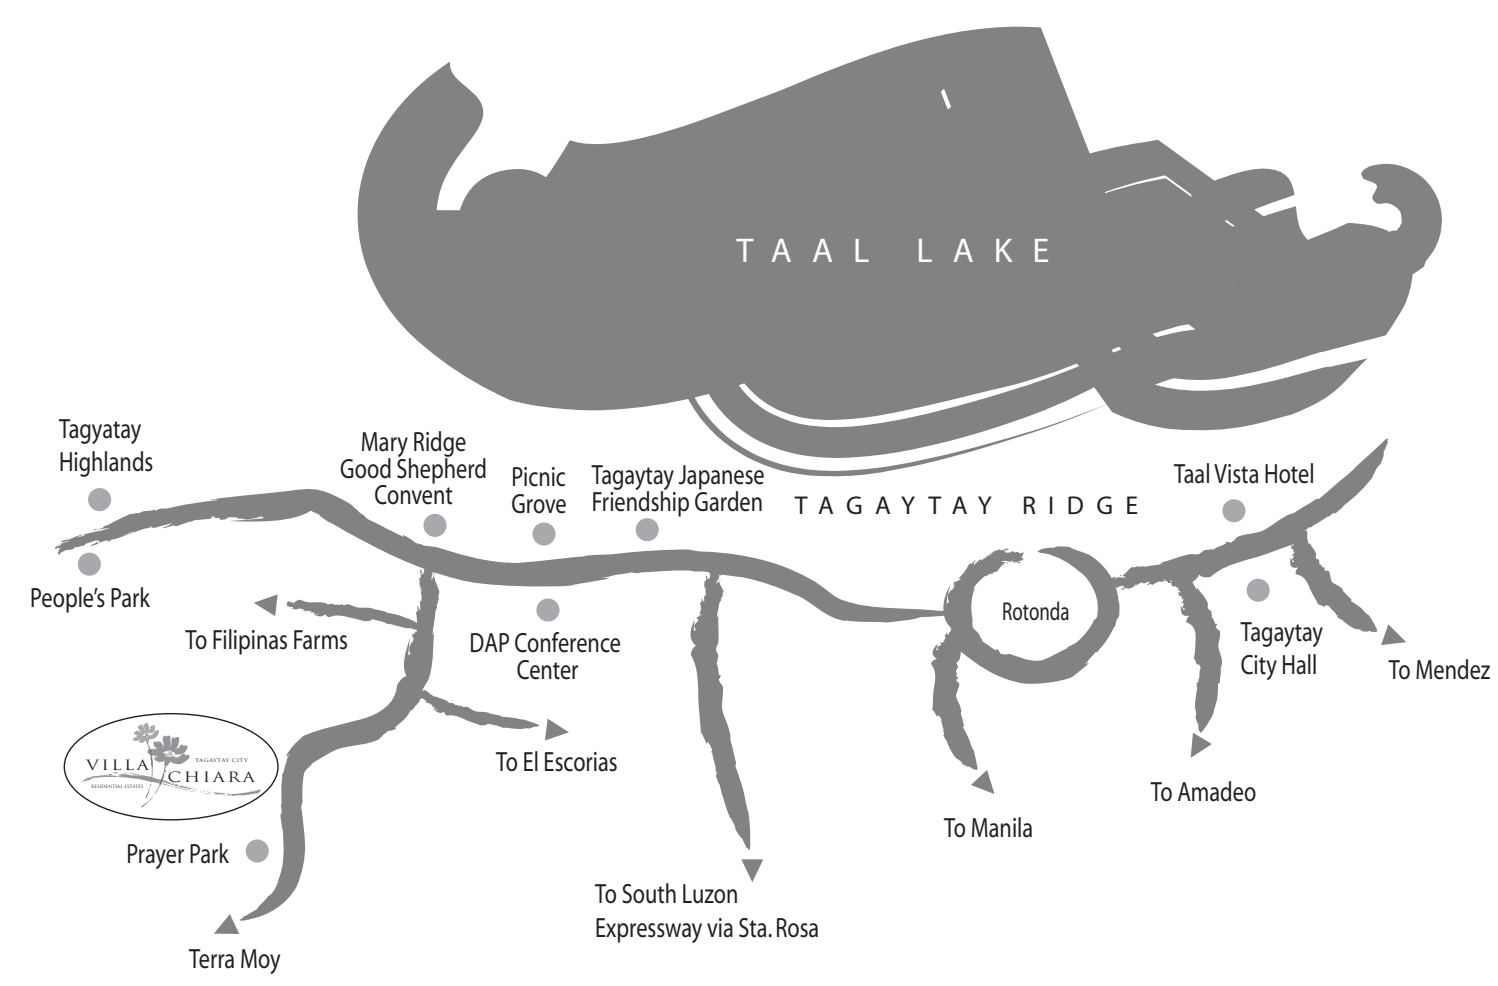 TAAL LAKE
Tagyatay
Highlands
Mary Ridge
Good Shepherd
Convent
Picnic
Grove
Tagaytay Japanese
Friendship Garden
TAGAYTAY RIDGE
Taal Vista Hotel
People's Park
To Filipinas Farms
DAP Conference
Center
Rotonda
Tagaytay
City Hall
To Mendez
VILLA
TAGAYTAY CITY
CHIARA
RESIDENTIAL ESTATES
To El Escorias
To Amadeo
To Manila
Prayer Park
To South Luzon
Expressway via Sta. Rosa
Terra Moy